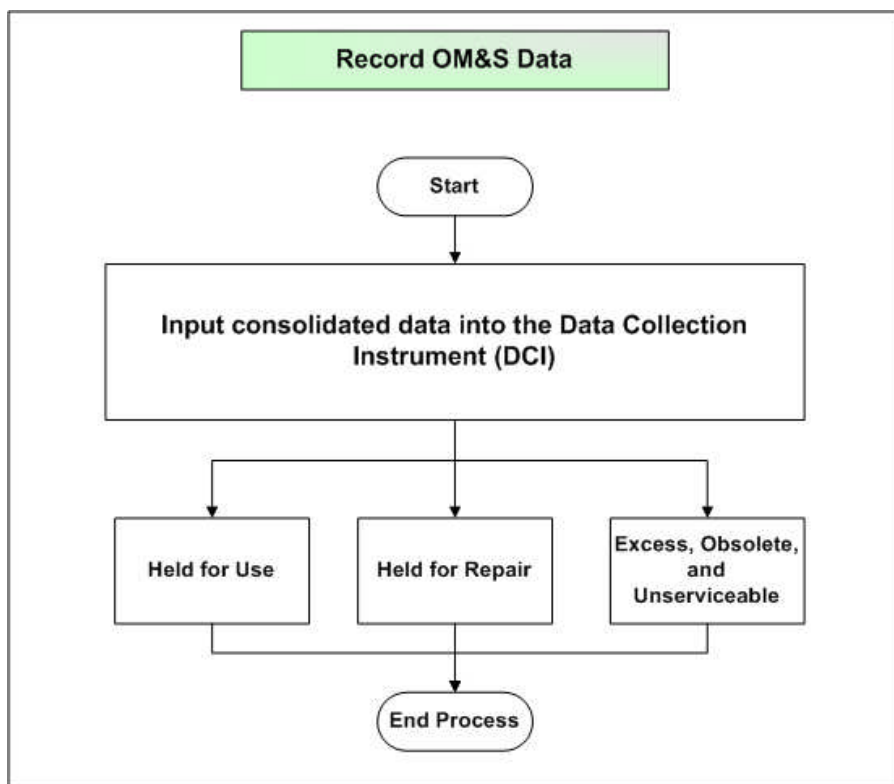 Record OM&S Data
Start
Input consolidated data into the Data Collection
Instrument (DCI)
Held for Use
Held for Repair
Excess, Obsolete,
and
Unserviceable
End Process